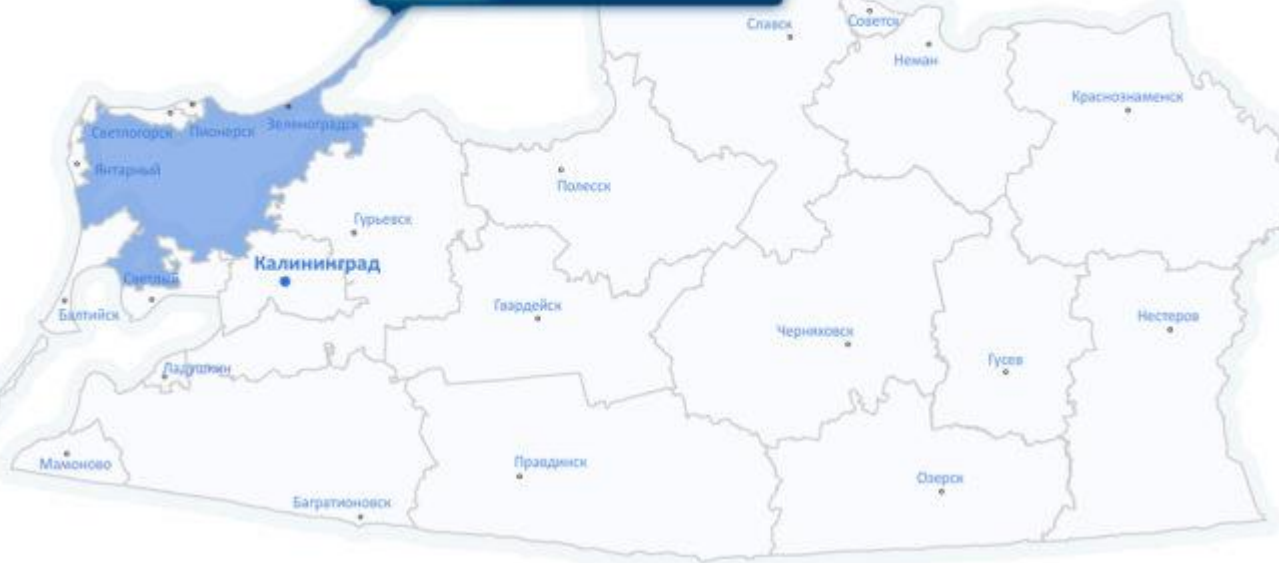 Славск
Советск
Неман
Краснознаменск
Светлогорск
Пионерск
Зеленоградск
Янтарный
Полесск
Гурьевск
Калининград
Светлый
Балтийск
Гвардейск
Нестеров
Черняховск
Гусев
Ладушкин
Мамоново
Правдинск
Озерск
Багратионовск